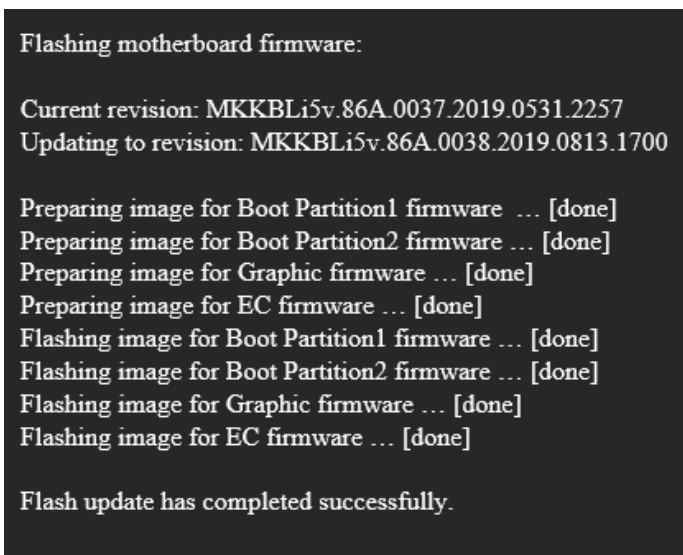 Flashing motherboard firmware:
Current revision: MKKBLi5v.86A.0037.2019.0531.2257
Updating to revision: MKKBLi5v.86A.0038.2019.0813.1700
Preparing image for Boot Partition1 firmware  … [done]
Preparing image for Boot Partition2 firmware … [done]
Preparing image for Graphic firmware … [done]
Preparing image for EC firmware … [done]
Flashing image for Boot Partition1 firmware … [done]
Flashing image for Boot Partition2 firmware … [done]
Flashing image for Graphic firmware … [done]
Flashing image for EC firmware … [done]
Flash update has completed successfully.